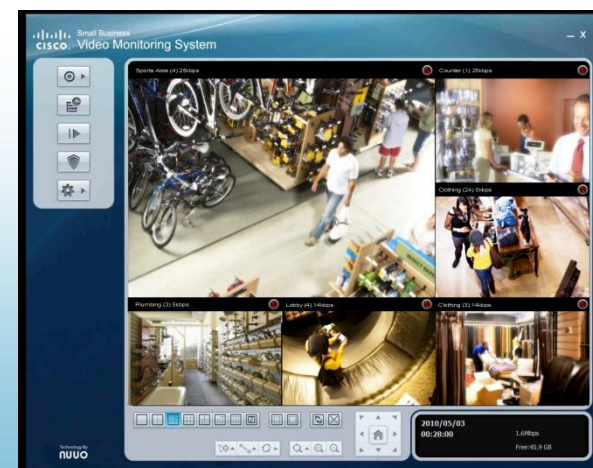 Small Business
CISCO Video Monitoring System
Sports Aisle (4) 25kbps
Counter (1) 25kbps
Clothing (24) 5kbps
Plumbing (3) 5kbps
Lobby (4) 14kbps
Clothing (3) 14kbps
2010/05/03
00:28:00
1.6Mbps
Free:45.9 GB
Technology By
NUUO